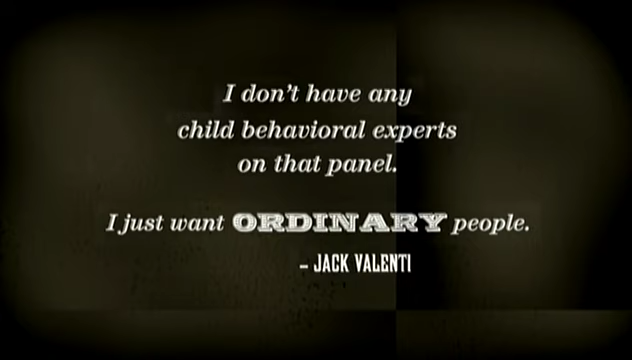 I don't have any
child behavioral experts
on that panel.
I just want ORDINARY people.
– JACK VALENTI